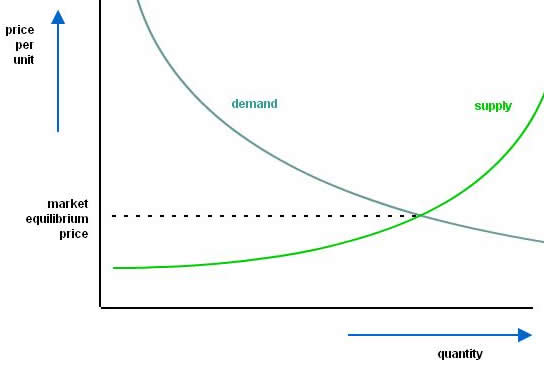 price
per
unit
demand
supply
market
equilibrium
price
quantity